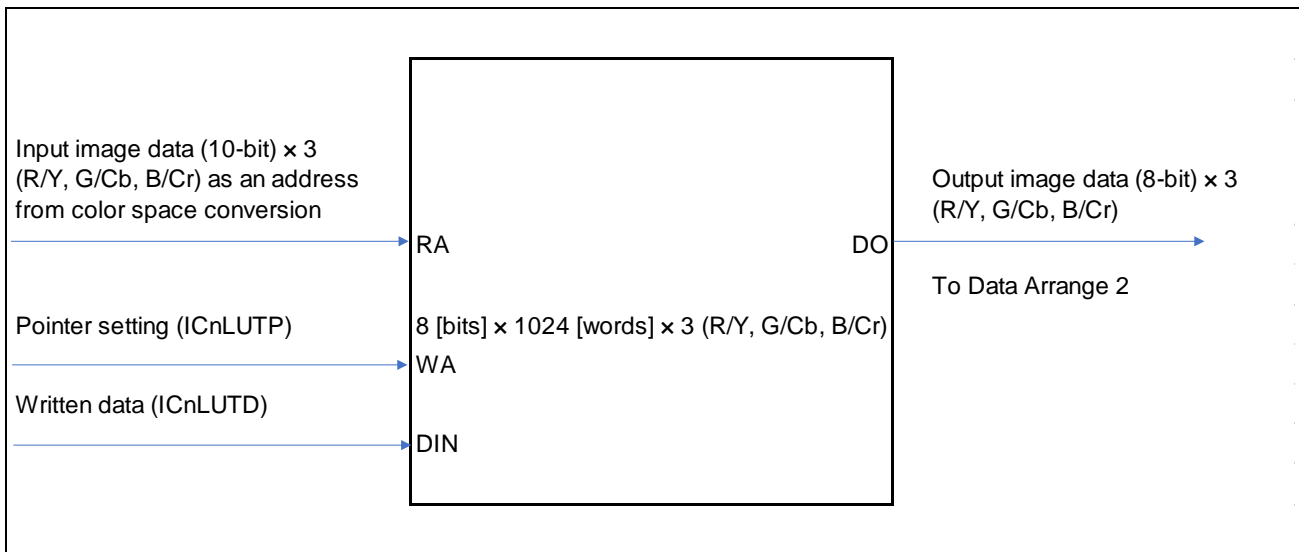 Input image data (10-bit) × 3
(R/Y, G/Cb, B/Cr) as an address
from color space conversion
Output image data (8-bit) × 3
(R/Y, G/Cb, B/Cr)
RA
DO
To Data Arrange 2
Pointer setting (ICnLUTP)
8 [bits] × 1024 [words] × 3 (R/Y, G/Cb, B/Cr)
WA
Written data (ICnLUTD)
DIN